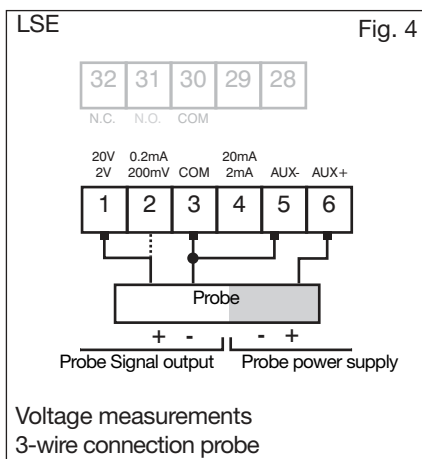 LSE Fig. 4
32 31 30 29 28
N.C. N.O. COM
20V 0.2mA 20mA
2V 200mV COM 2mA AUX- AUX+
1 2 3 4 5 6
Probe
+ - - +
Probe Signal output Probe power supply
Voltage measurements
3-wire connection probe